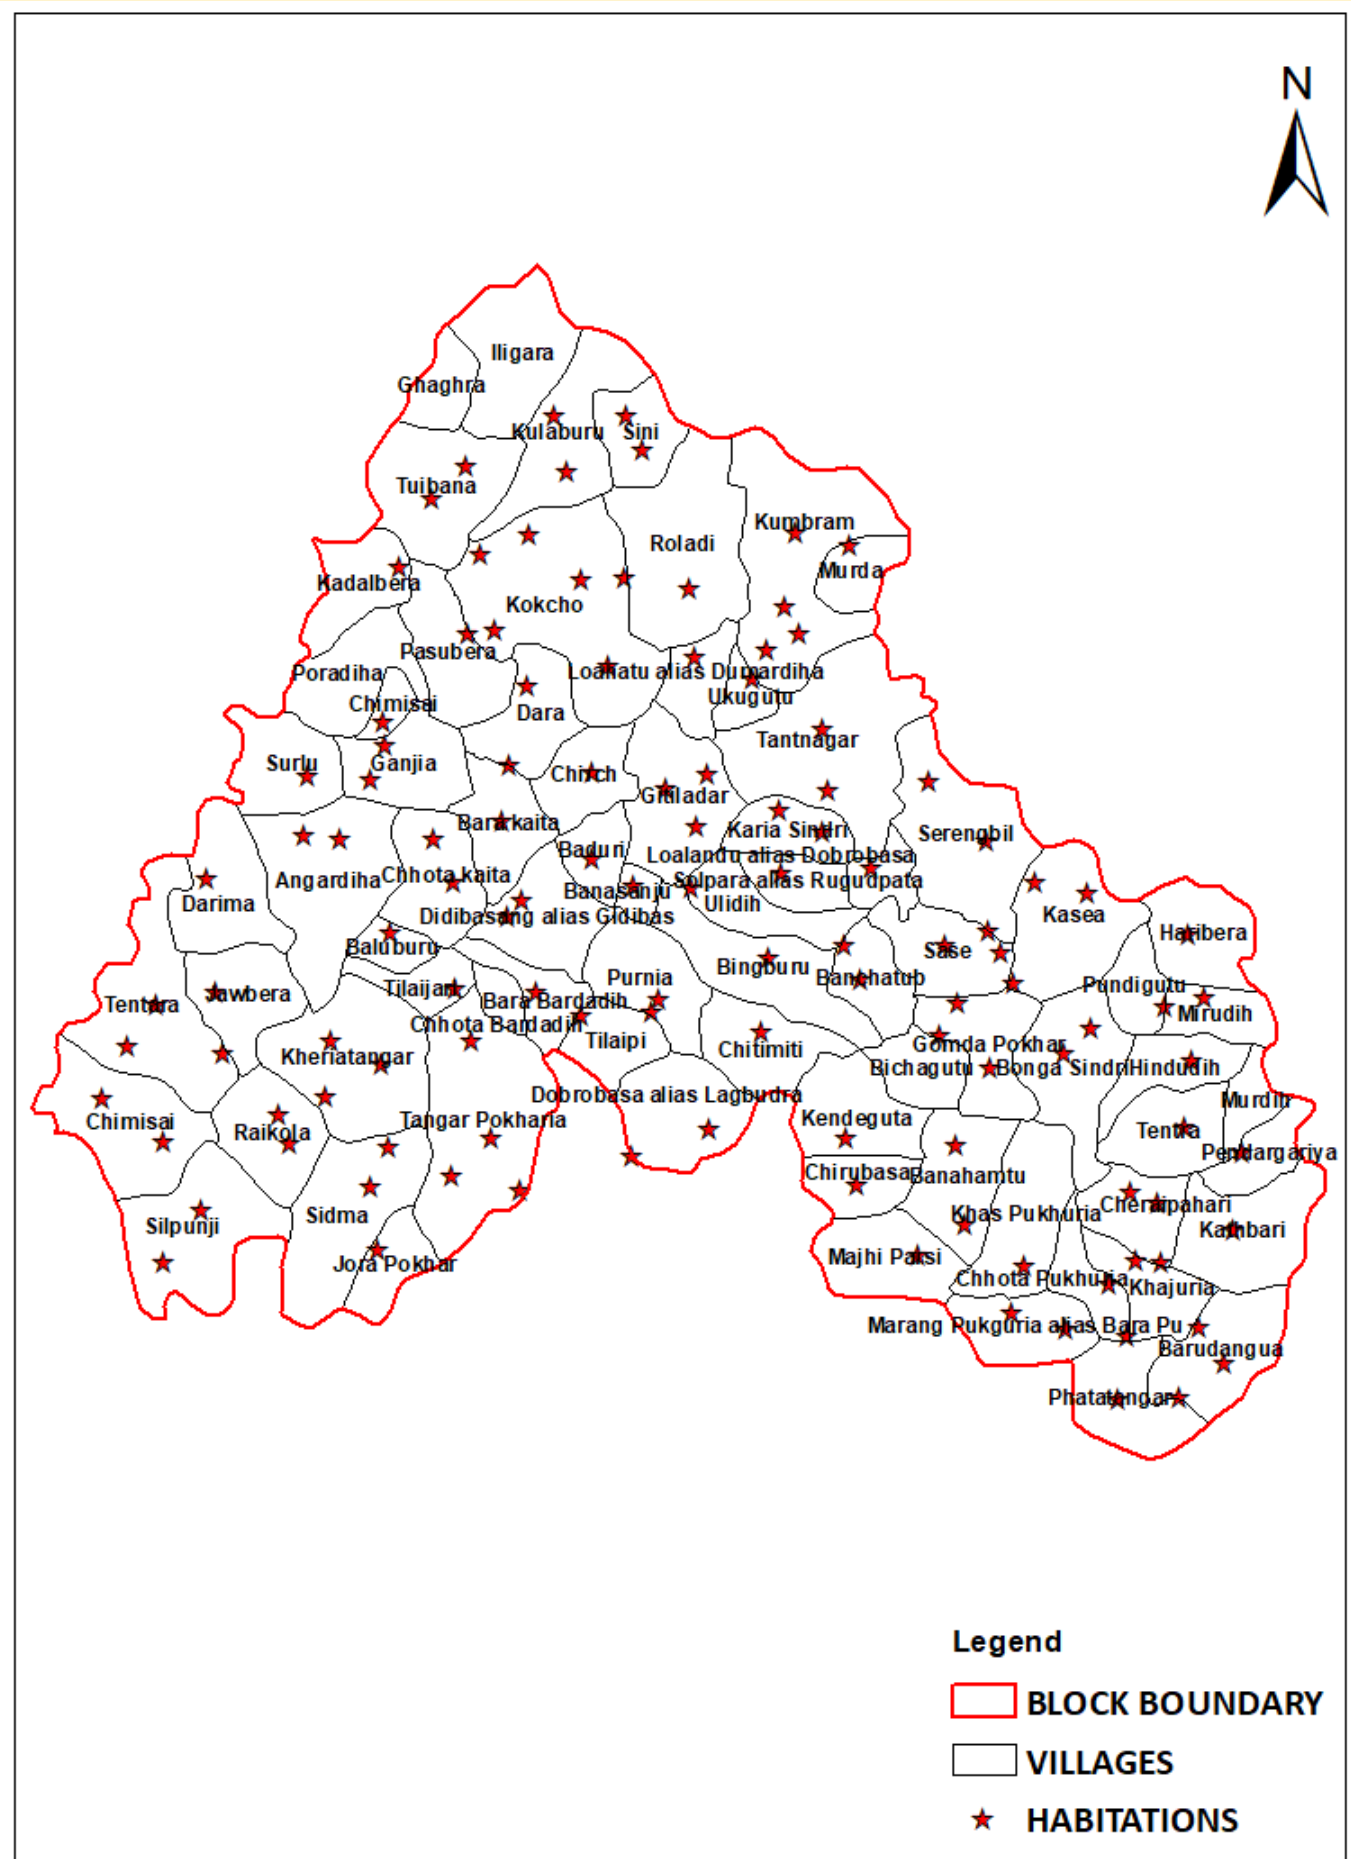 N
Iligara
Ghaghra
Kulaburu
Sini
Tuibana
Kumbram
Roladi
Murda
Kadalbera
Kokcho
Pasubera
Poradiha
Loahatu alias Dumardiha
Ukugutu
Chimisai
Dara
Tantnagar
Surlu
Ganjia
Chirch
Gitiladar
Barakaita
Karia Sindri
Serengbil
Baduri
Loalandu alias Dobrobasa
Angardiha
Chhota kaita
Solpara alias Rugudpata
Banasanju
Darima
Ulidih
Didibasang alias Gidibas
Kasea
Haribera
Baluburu
Sase
Bingburu
Purnia
Banchatub
Tilaijari
Pundigutu
Jawbera
Bara Bardadih
Tentara
Mirudih
Chhota Bardadih
Tilaipi
Gomda Pokhar
Chitimiti
Kheriatangar
Bichagutu
Bonga Sindri
Hindudih
Dobrobasa alias Lagbudra
Murdih
Kendeguta
Chimisai
Tangar Pokharia
Raikola
Tentra
Pendargariya
Chirubasa
Banahamtu
Cheraipahari
Khas Pukhuria
Sidma
Silpunji
Kathbari
Majhi Parsi
Jora Pokhar
Chhota Pukhuria
Khajuria
Marang Pukguria alias Bara Pu
Barudangua
Phatatangar
Legend
BLOCK BOUNDARY
VILLAGES
HABITATIONS